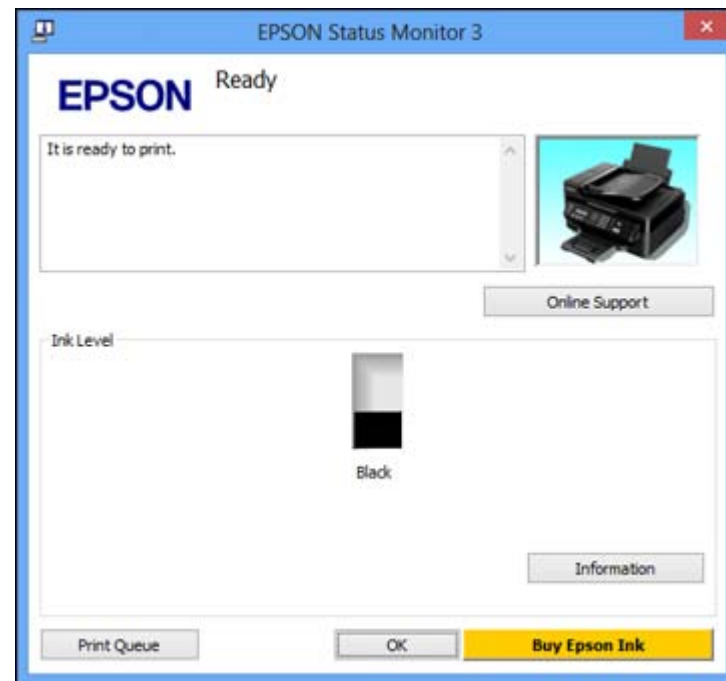 EPSON Status Monitor 3
EPSON
Ready
It is ready to print.
Online Support
Ink Level
Black
Information
Print Queue
OK
Buy Epson Ink